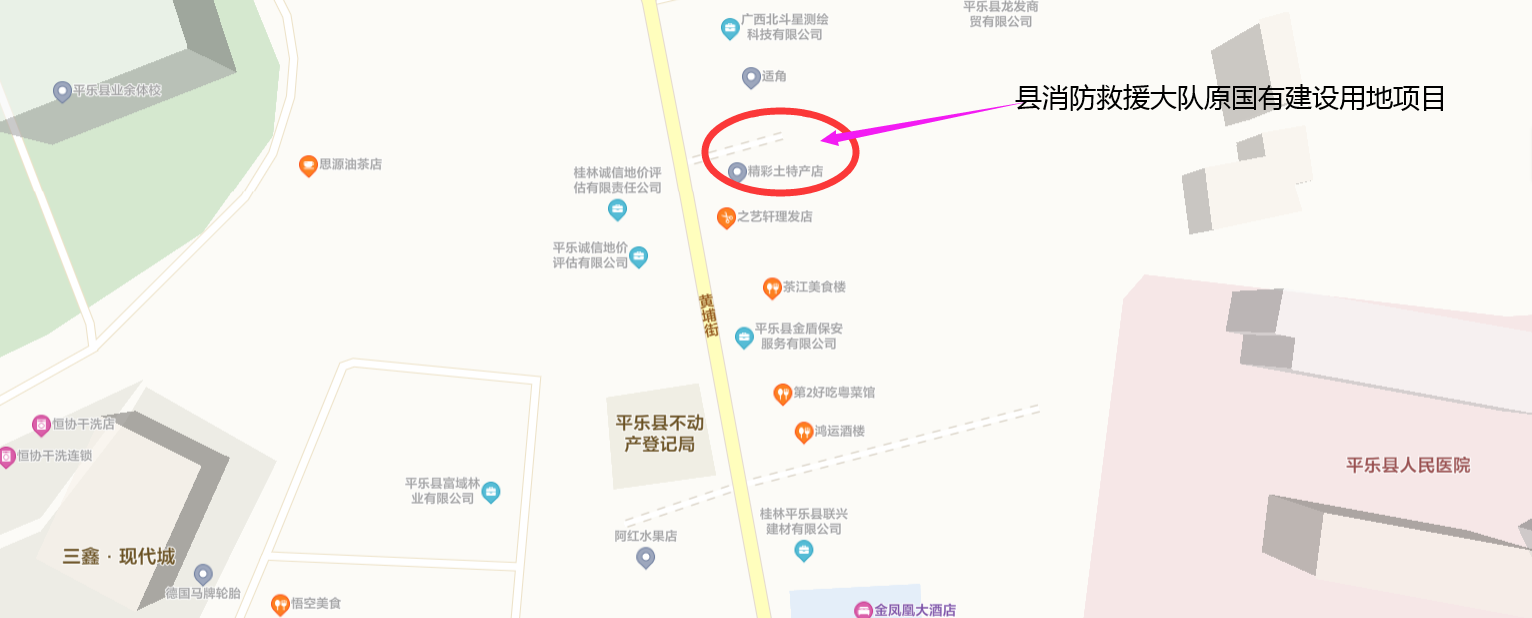 广西北斗星测绘
科技有限公司
平乐县龙发商
贸有限公司
适角
平乐县业余体校
县消防救援大队原国有建设用地项目
思源油茶店
桂林诚信地价评
估有限责任公司
精彩土特产店
之艺轩理发店
平乐诚信地价
评估有限公司
茶江美食楼
黄埔街
平乐县金盾保安
服务有限公司
第2好吃粤菜馆
平乐县不动
产登记局
鸿运酒楼
恒协干洗店
恒协干洗连锁
平乐县人民医院
平乐县富域林
业有限公司
桂林平乐县联兴
建材有限公司
阿红水果店
三鑫·现代城
德国马牌轮胎
悟空美食
金凤凰大酒店